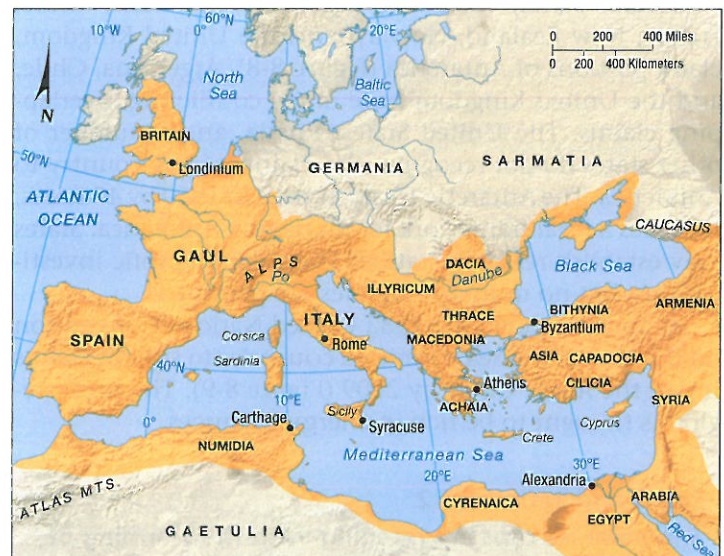 10°W
0°
60°N
10°E
20°E
0 200 400 Miles
0 200 400 Kilometers
N
North
Sea
Baltic
Sea
BRITAIN
Londinium
50°N
GERMANIA
SARMATIA
ATLANTIC
OCEAN
CAUCASUS
GAUL
ALPS
Po
DACIA
Danube
Black Sea
ILLYRICUM
SPAIN
ITALY
THRACE
BITHYNIA
ARMENIA
Corsica
Rome
MACEDONIA
Byzantium
Sardinia
40°N
ASIA
CAPADOCIA
Athens
CILICIA
10°E
ACHAIA
SYRIA
0°
Carthage
Sicily
Syracuse
Cyprus
Crete
NUMIDIA
Mediterranean Sea
20°E
30°E
Alexandria
ATLAS MTS.
CYRENAICA
ARABIA
GAETULIA
EGYPT
Red Sea